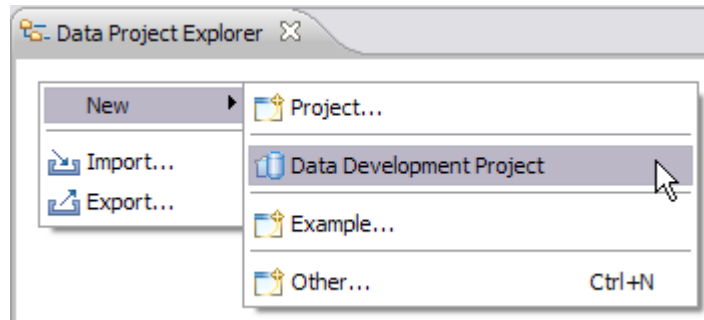 Data Project Explorer
New
Project...
Import...
Data Development Project
Export...
Example...
Other... Ctrl+N